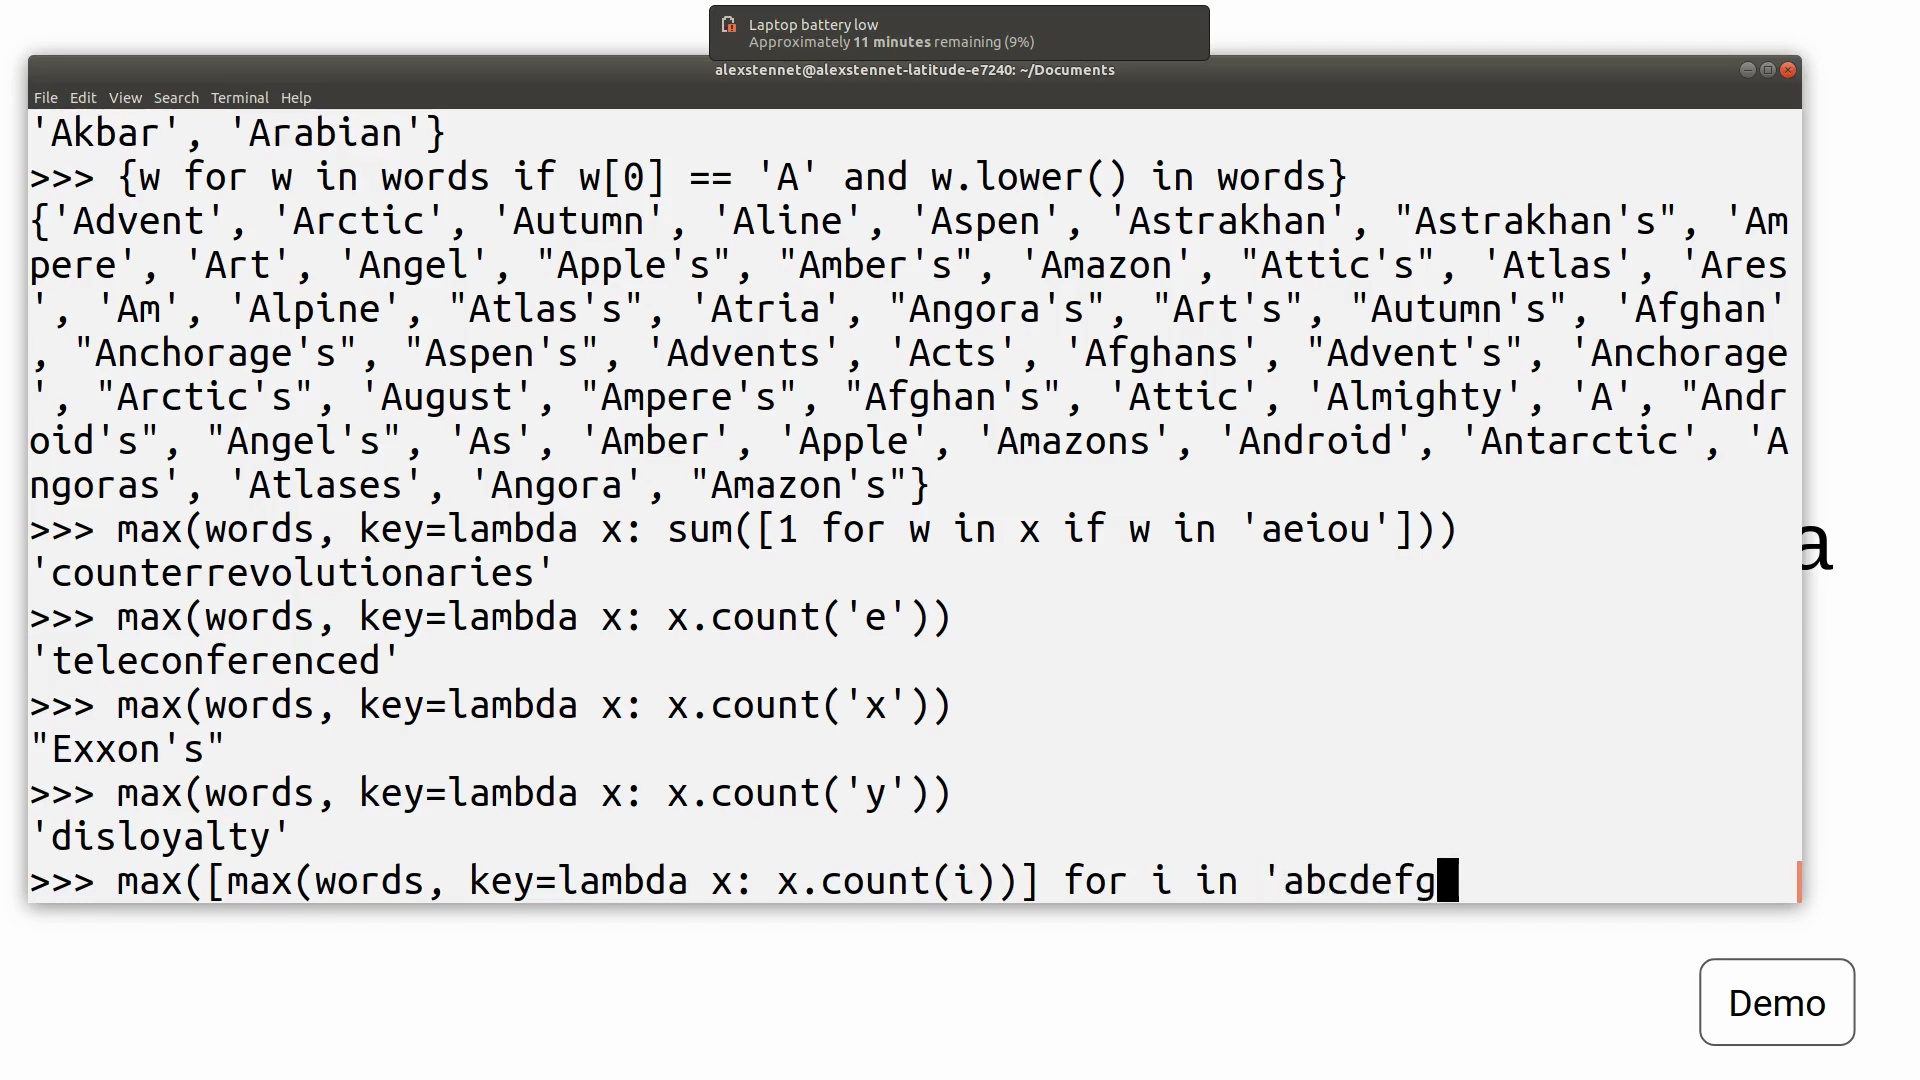 Laptop battery low
Approximately 11 minutes remaining (9%)
alexstennet@alexstennet-latitude-e7240: ~/Documents
File Edit View Search Terminal Help
'Akbar', 'Arabian'}
>>> {w for w in words if w[0] == 'A' and w.lower() in words}
{'Advent', 'Arctic', 'Autumn', 'Aline', 'Aspen', 'Astrakhan', "Astrakhan's", 'Am
pere', 'Art', 'Angel', "Apple's", "Amber's", 'Amazon', "Attic's", 'Atlas', 'Ares
', 'Am', 'Alpine', "Atlas's", 'Atria', "Angora's", "Art's", "Autumn's", 'Afghan'
, "Anchorage's", "Aspen's", 'Advents', 'Acts', 'Afghans', "Advent's", 'Anchorage
', "Arctic's", 'August', "Ampere's", "Afghan's", 'Attic', 'Almighty', 'A', "Andr
oid's", "Angel's", 'As', 'Amber', 'Apple', 'Amazons', 'Android', 'Antarctic', 'A
ngoras', 'Atlases', 'Angora', "Amazon's"}
>>> max(words, key=lambda x: sum([1 for w in x if w in 'aeiou']))
'counterrevolutionaries'
>>> max(words, key=lambda x: x.count('e'))
'teleconferenced'
>>> max(words, key=lambda x: x.count('x'))
"Exxon's"
>>> max(words, key=lambda x: x.count('y'))
'disloyalty'
>>> max([max(words, key=lambda x: x.count(i))] for i in 'abcdefg
a
Demo